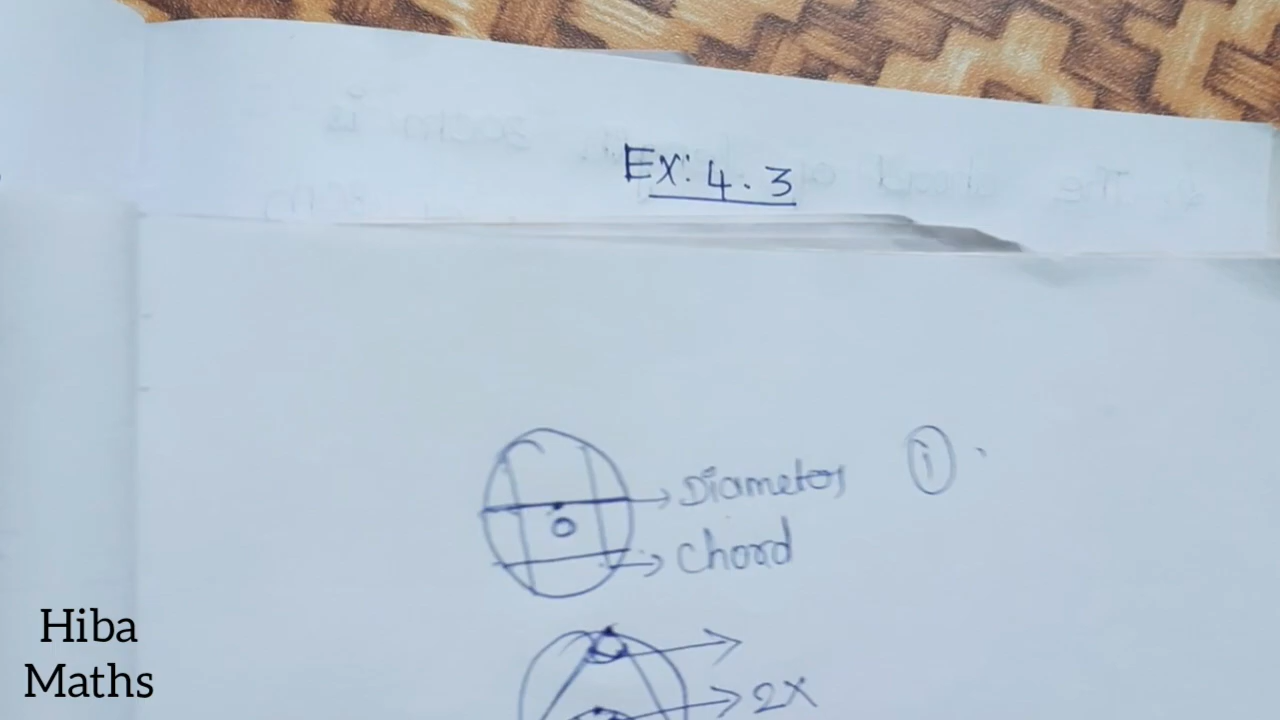 Ex: 4.3
Diameter ①
O
chord
2x
Hiba
Maths